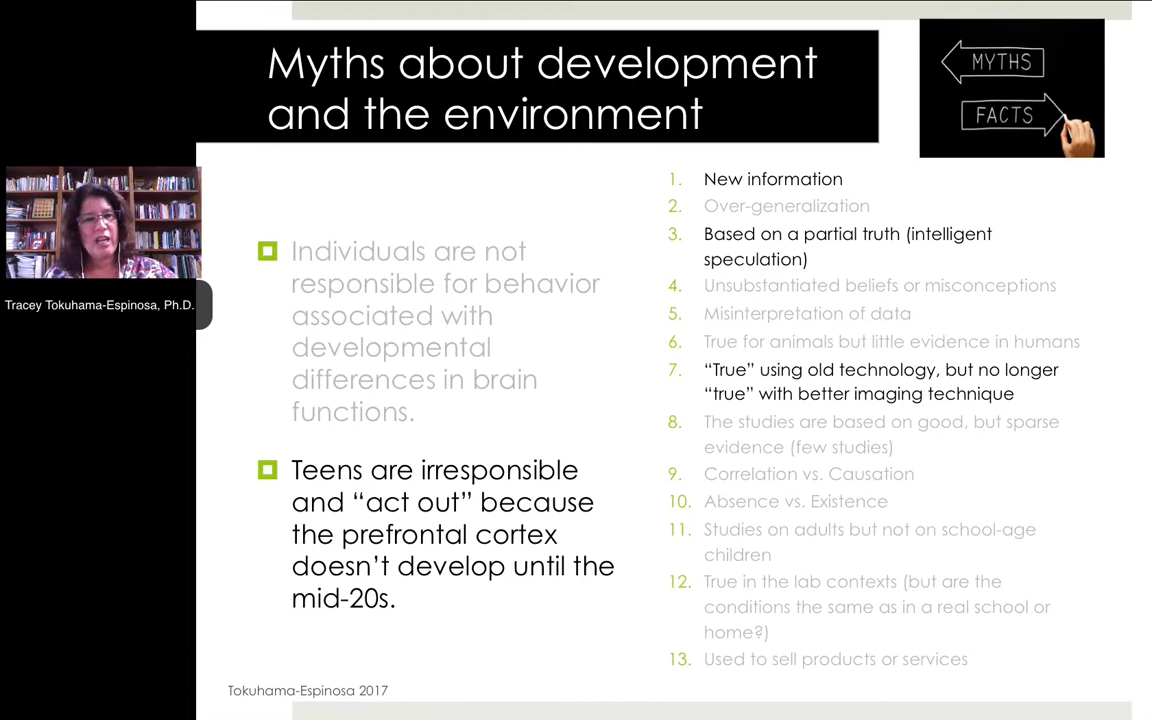 Myths about development
and the environment
MYTHS
FACTS
Tracey Tokuhama-Espinosa, Ph.D.
Individuals are not
responsible for behavior
associated with
developmental
differences in brain
functions.
Teens are irresponsible
and “act out” because
the prefrontal cortex
doesn’t develop until the
mid-20s.
1. New information
2. Over-generalization
3. Based on a partial truth (intelligent
speculation)
4. Unsubstantiated beliefs or misconceptions
5. Misinterpretation of data
6. True for animals but little evidence in humans
7. “True” using old technology, but no longer
“true” with better imaging technique
8. The studies are based on good, but sparse
evidence (few studies)
9. Correlation vs. Causation
10. Absence vs. Existence
11. Studies on adults but not on school-age
children
12. True in the lab contexts (but are the
conditions the same as in a real school or
home?)
13. Used to sell products or services
Tokuhama-Espinosa 2017